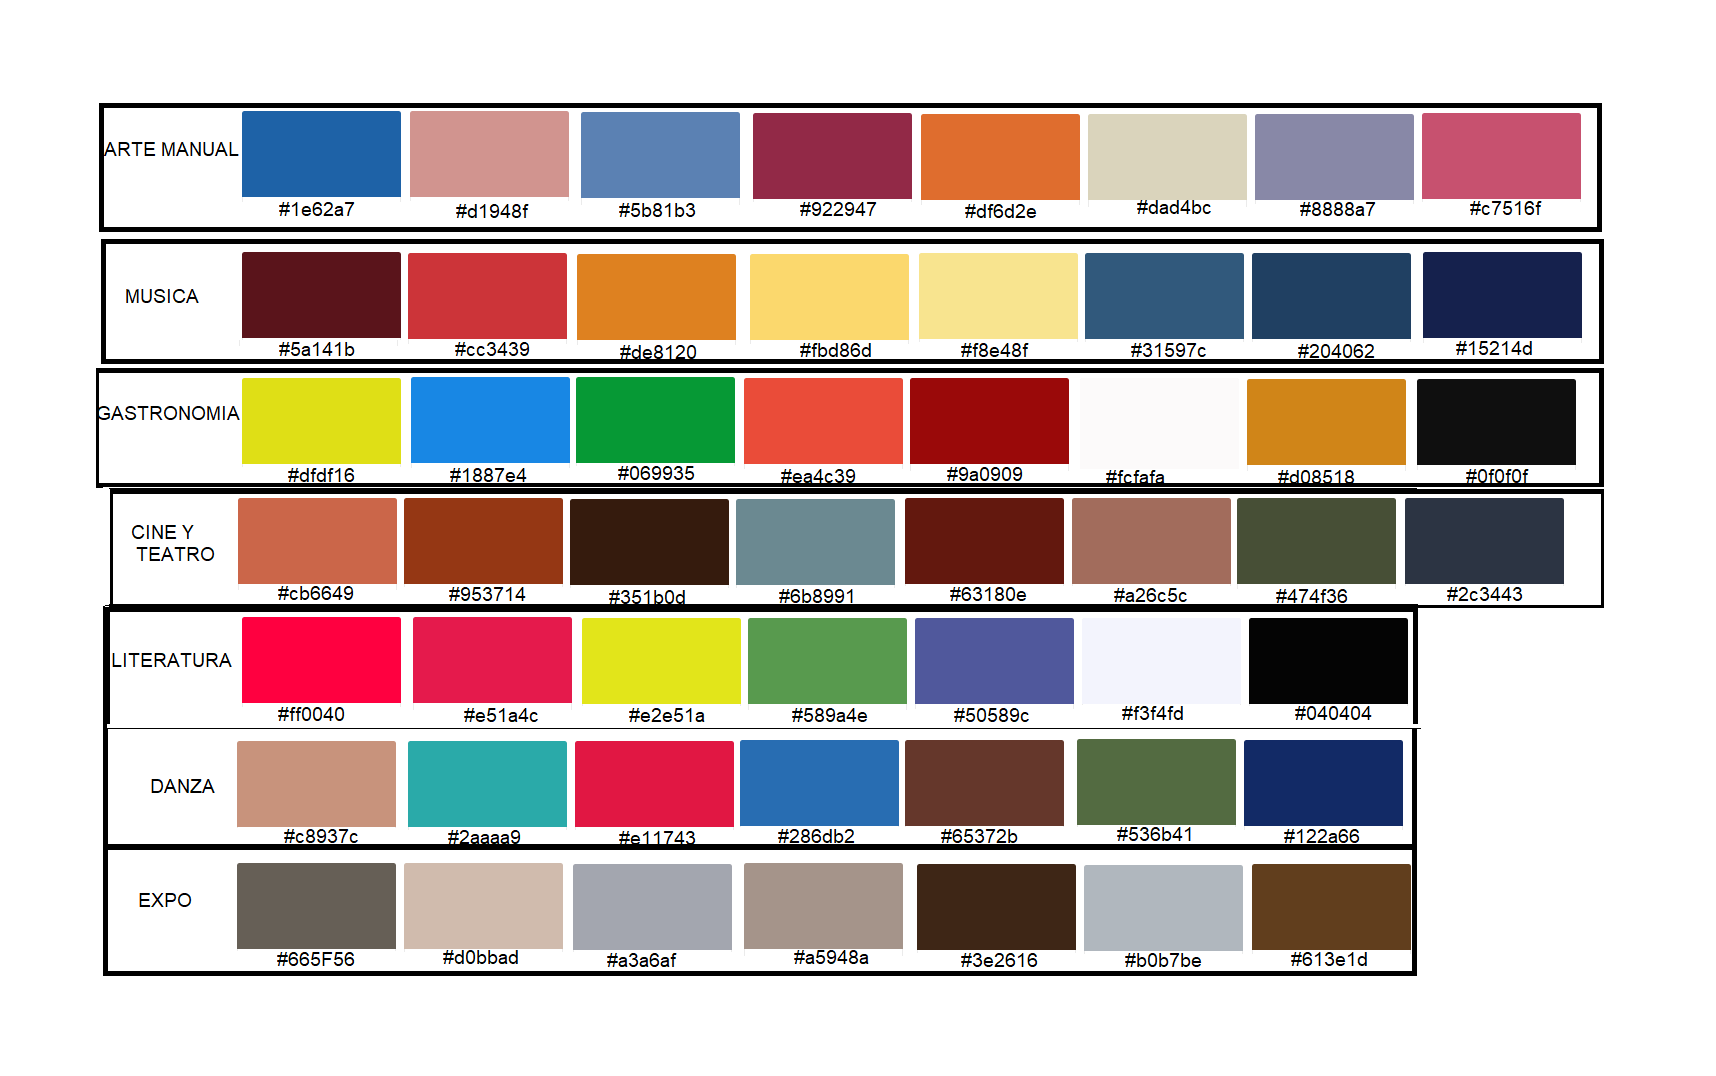 ARTE MANUAL
#1e62a7 #d1948f #5b81b3 #922947 #df6d2e #dad4bc #8888a7 #c7516f
MUSICA
#5a141b #cc3439 #de8120 #fbd86d #f8e48f #31597c #204062 #15214d
GASTRONOMIA
#dfdf16 #1887e4 #069935 #ea4c39 #9a0909 #fcfafa #d08518 #0f0f0f
CINE Y
TEATRO
#cb6649 #953714 #351b0d #6b8991 #63180e #a26c5c #474f36 #2c3443
LITERATURA
#ff0040 #e51a4c #e2e51a #589a4e #50589c #f3f4fd #040404
DANZA
#c8937c #2aaaa9 #e11743 #286db2 #65372b #536b41 #122a66
EXPO
#665F56 #d0bbad #a3a6af #a5948a #3e2616 #b0b7be #613e1d